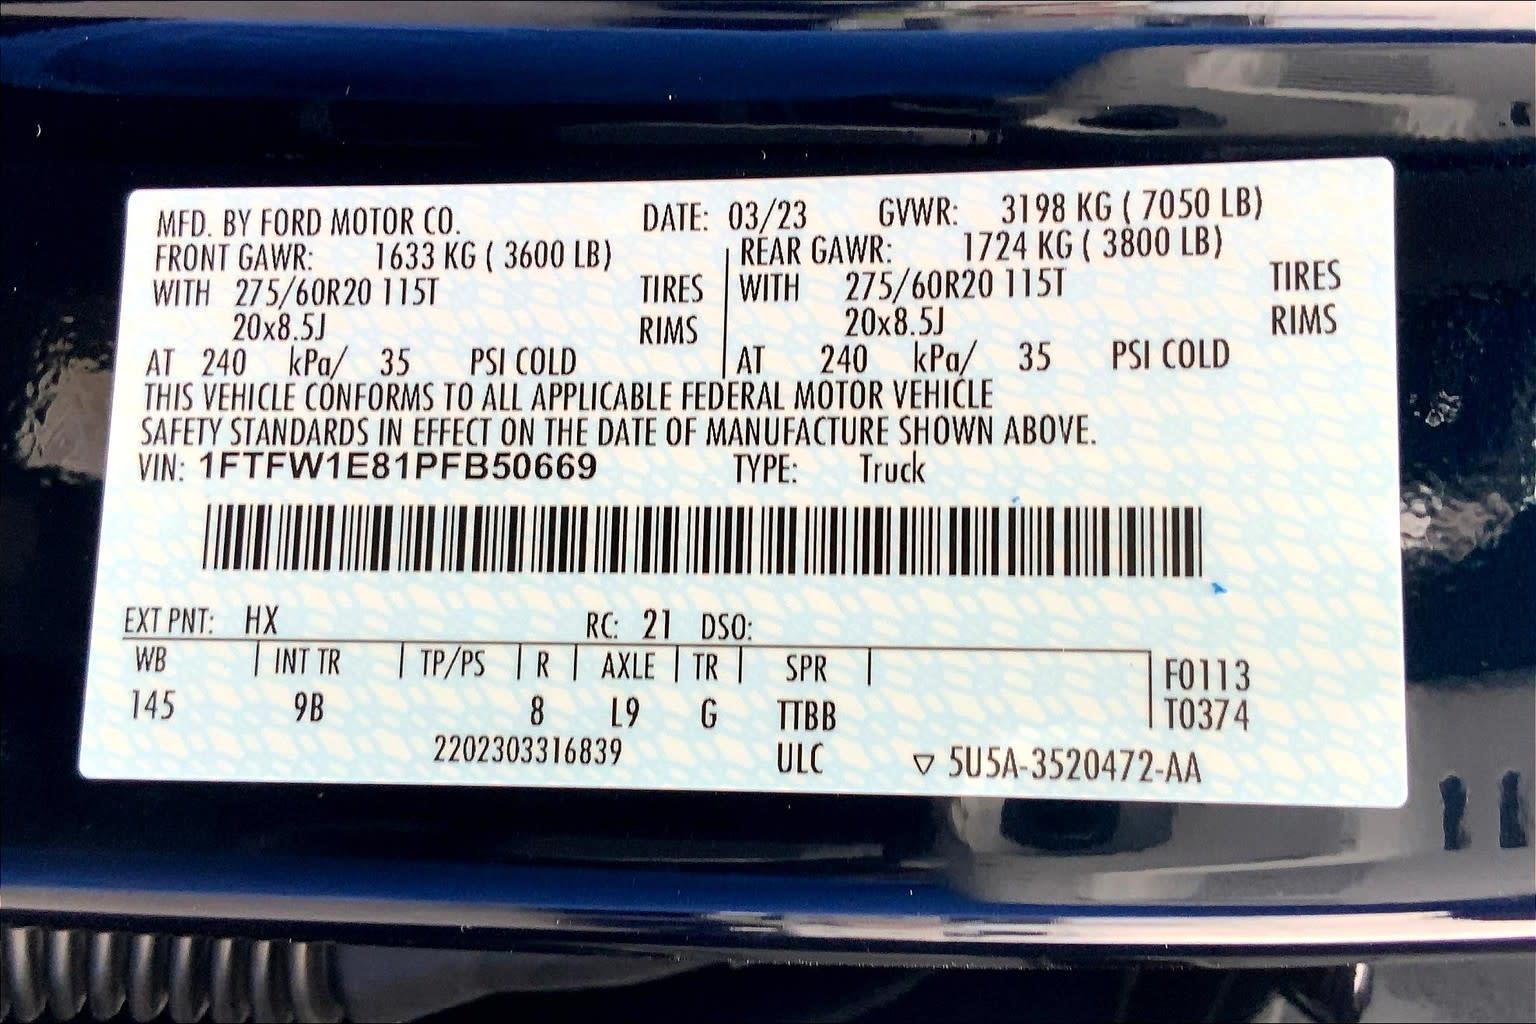 MFD. BY FORD MOTOR CO. DATE: 03/23 GVWR: 3198 KG ( 7050 LB)
FRONT GAWR: 1633 KG ( 3600 LB) REAR GAWR: 1724 KG ( 3800 LB)
WITH 275/60R20 115T TIRES WITH 275/60R20 115T TIRES
20x8.5J RIMS 20x8.5J RIMS
AT 240 kPa/ 35 PSI COLD AT 240 kPa/ 35 PSI COLD
THIS VEHICLE CONFORMS TO ALL APPLICABLE FEDERAL MOTOR VEHICLE
SAFETY STANDARDS IN EFFECT ON THE DATE OF MANUFACTURE SHOWN ABOVE.
VIN: 1FTFW1E81PFB50669 TYPE: Truck
EXT PNT: HX RC: 21 DSO:
WB INT TR TP/PS R AXLE TR SPR F0113
145 9B 8 L9 G TTBB T0374
2202303316839 ULC ▽ 5U5A-3520472-AA